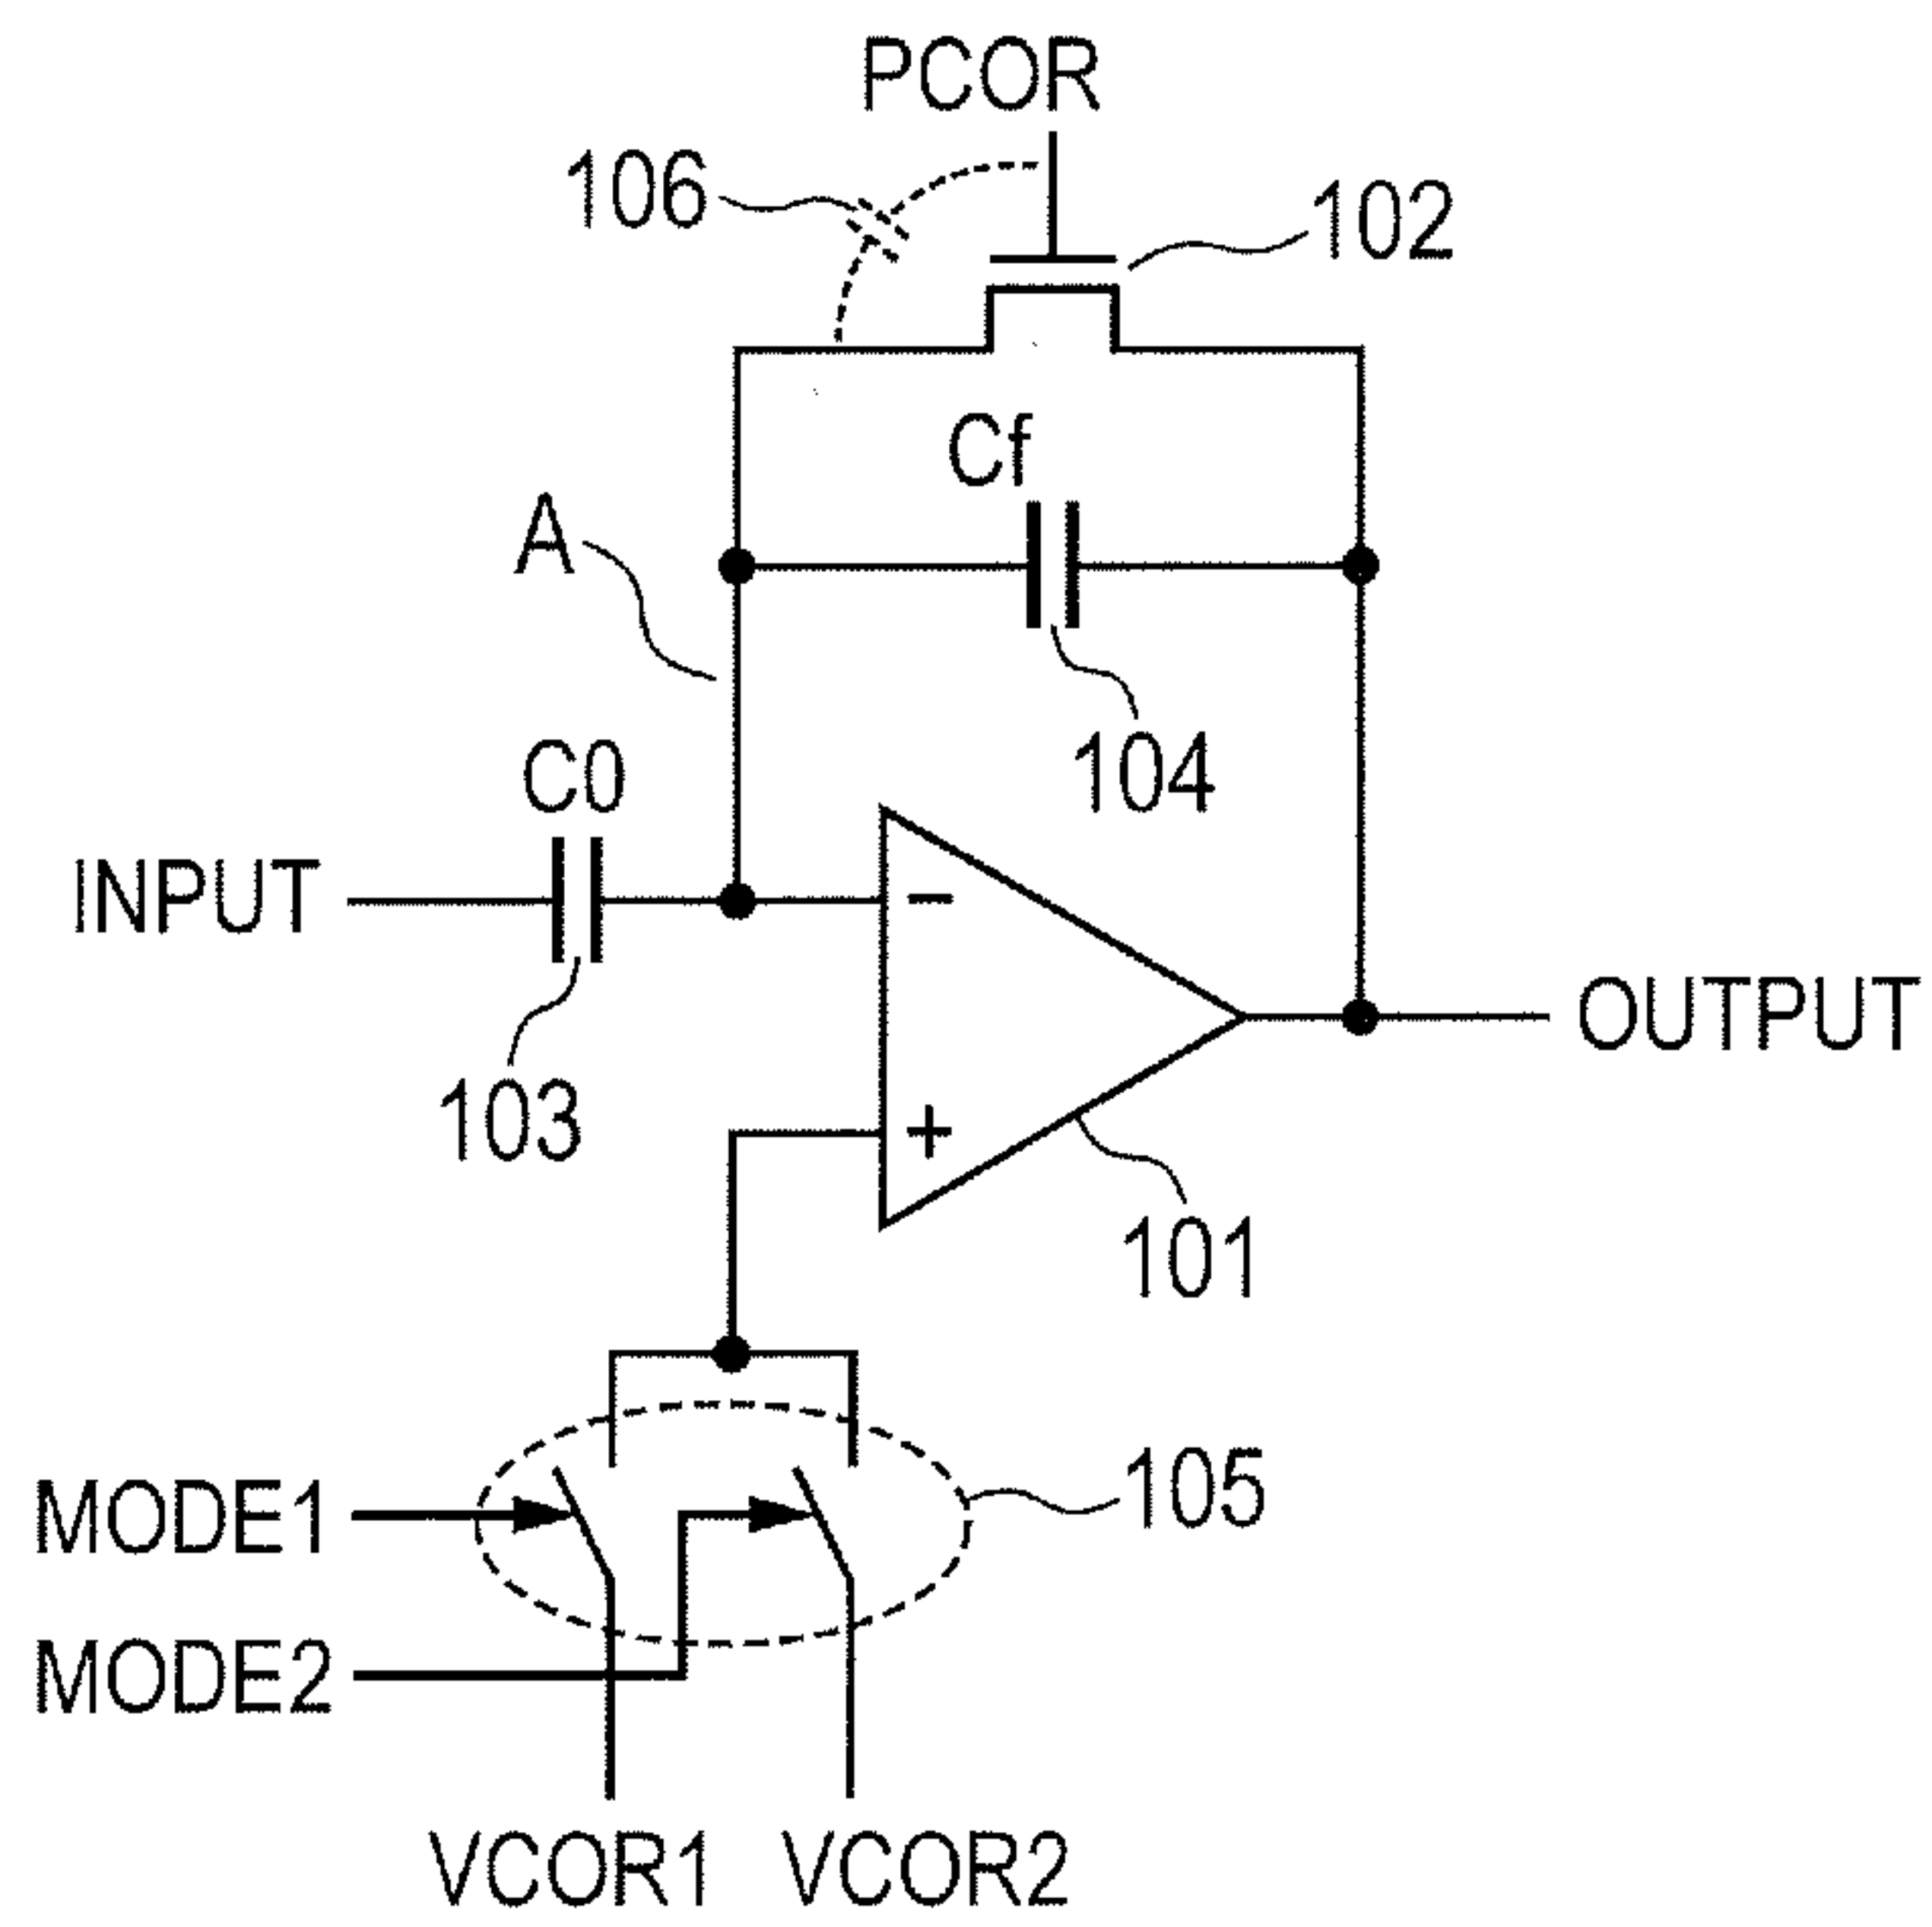 PCOR
106
102
Cf
A
104
C0
INPUT
-
OUTPUT
103
+
101
MODE1
105
MODE2
VCOR1
VCOR2